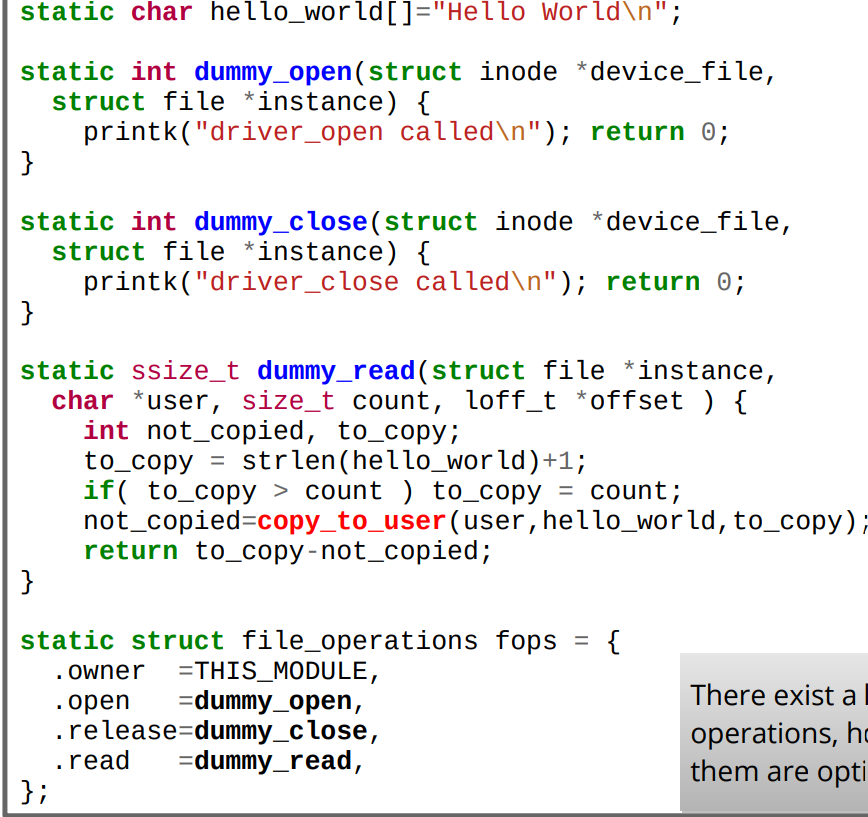 static char hello_world[]="Hello World\n";
static int dummy_open(struct inode *device_file,
  struct file *instance) {
    printk("driver_open called\n"); return 0;
}
static int dummy_close(struct inode *device_file,
  struct file *instance) {
    printk("driver_close called\n"); return 0;
}
static ssize_t dummy_read(struct file *instance,
  char *user, size_t count, loff_t *offset ) {
    int not_copied, to_copy;
    to_copy = strlen(hello_world)+1;
    if( to_copy > count ) to_copy = count;
    not_copied=copy_to_user(user,hello_world,to_copy);
    return to_copy-not_copied;
}
static struct file_operations fops = {
  .owner  =THIS_MODULE,
  .open   =dummy_open,
  .release=dummy_close,
  .read   =dummy_read,
};
There exist a
operations,
them are